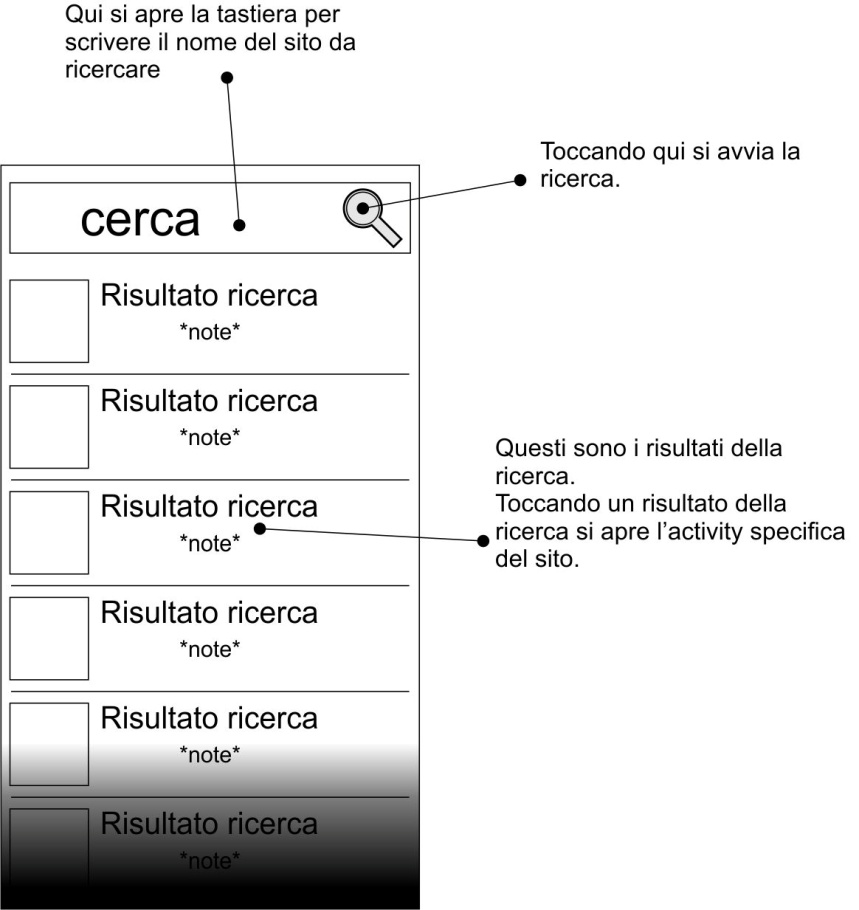 Qui si apre la tastiera per
scrivere il nome del sito da
ricercare
Toccando qui si avvia la
ricerca.
cerca
Risultato ricerca
*note*
Risultato ricerca
*note*
Risultato ricerca
*note*
Questi sono i risultati della
ricerca.
Toccando un risultato della
ricerca si apre l’activity specifica
del sito.
Risultato ricerca
*note*
Risultato ricerca
*note*
Risultato ricerca
*note*